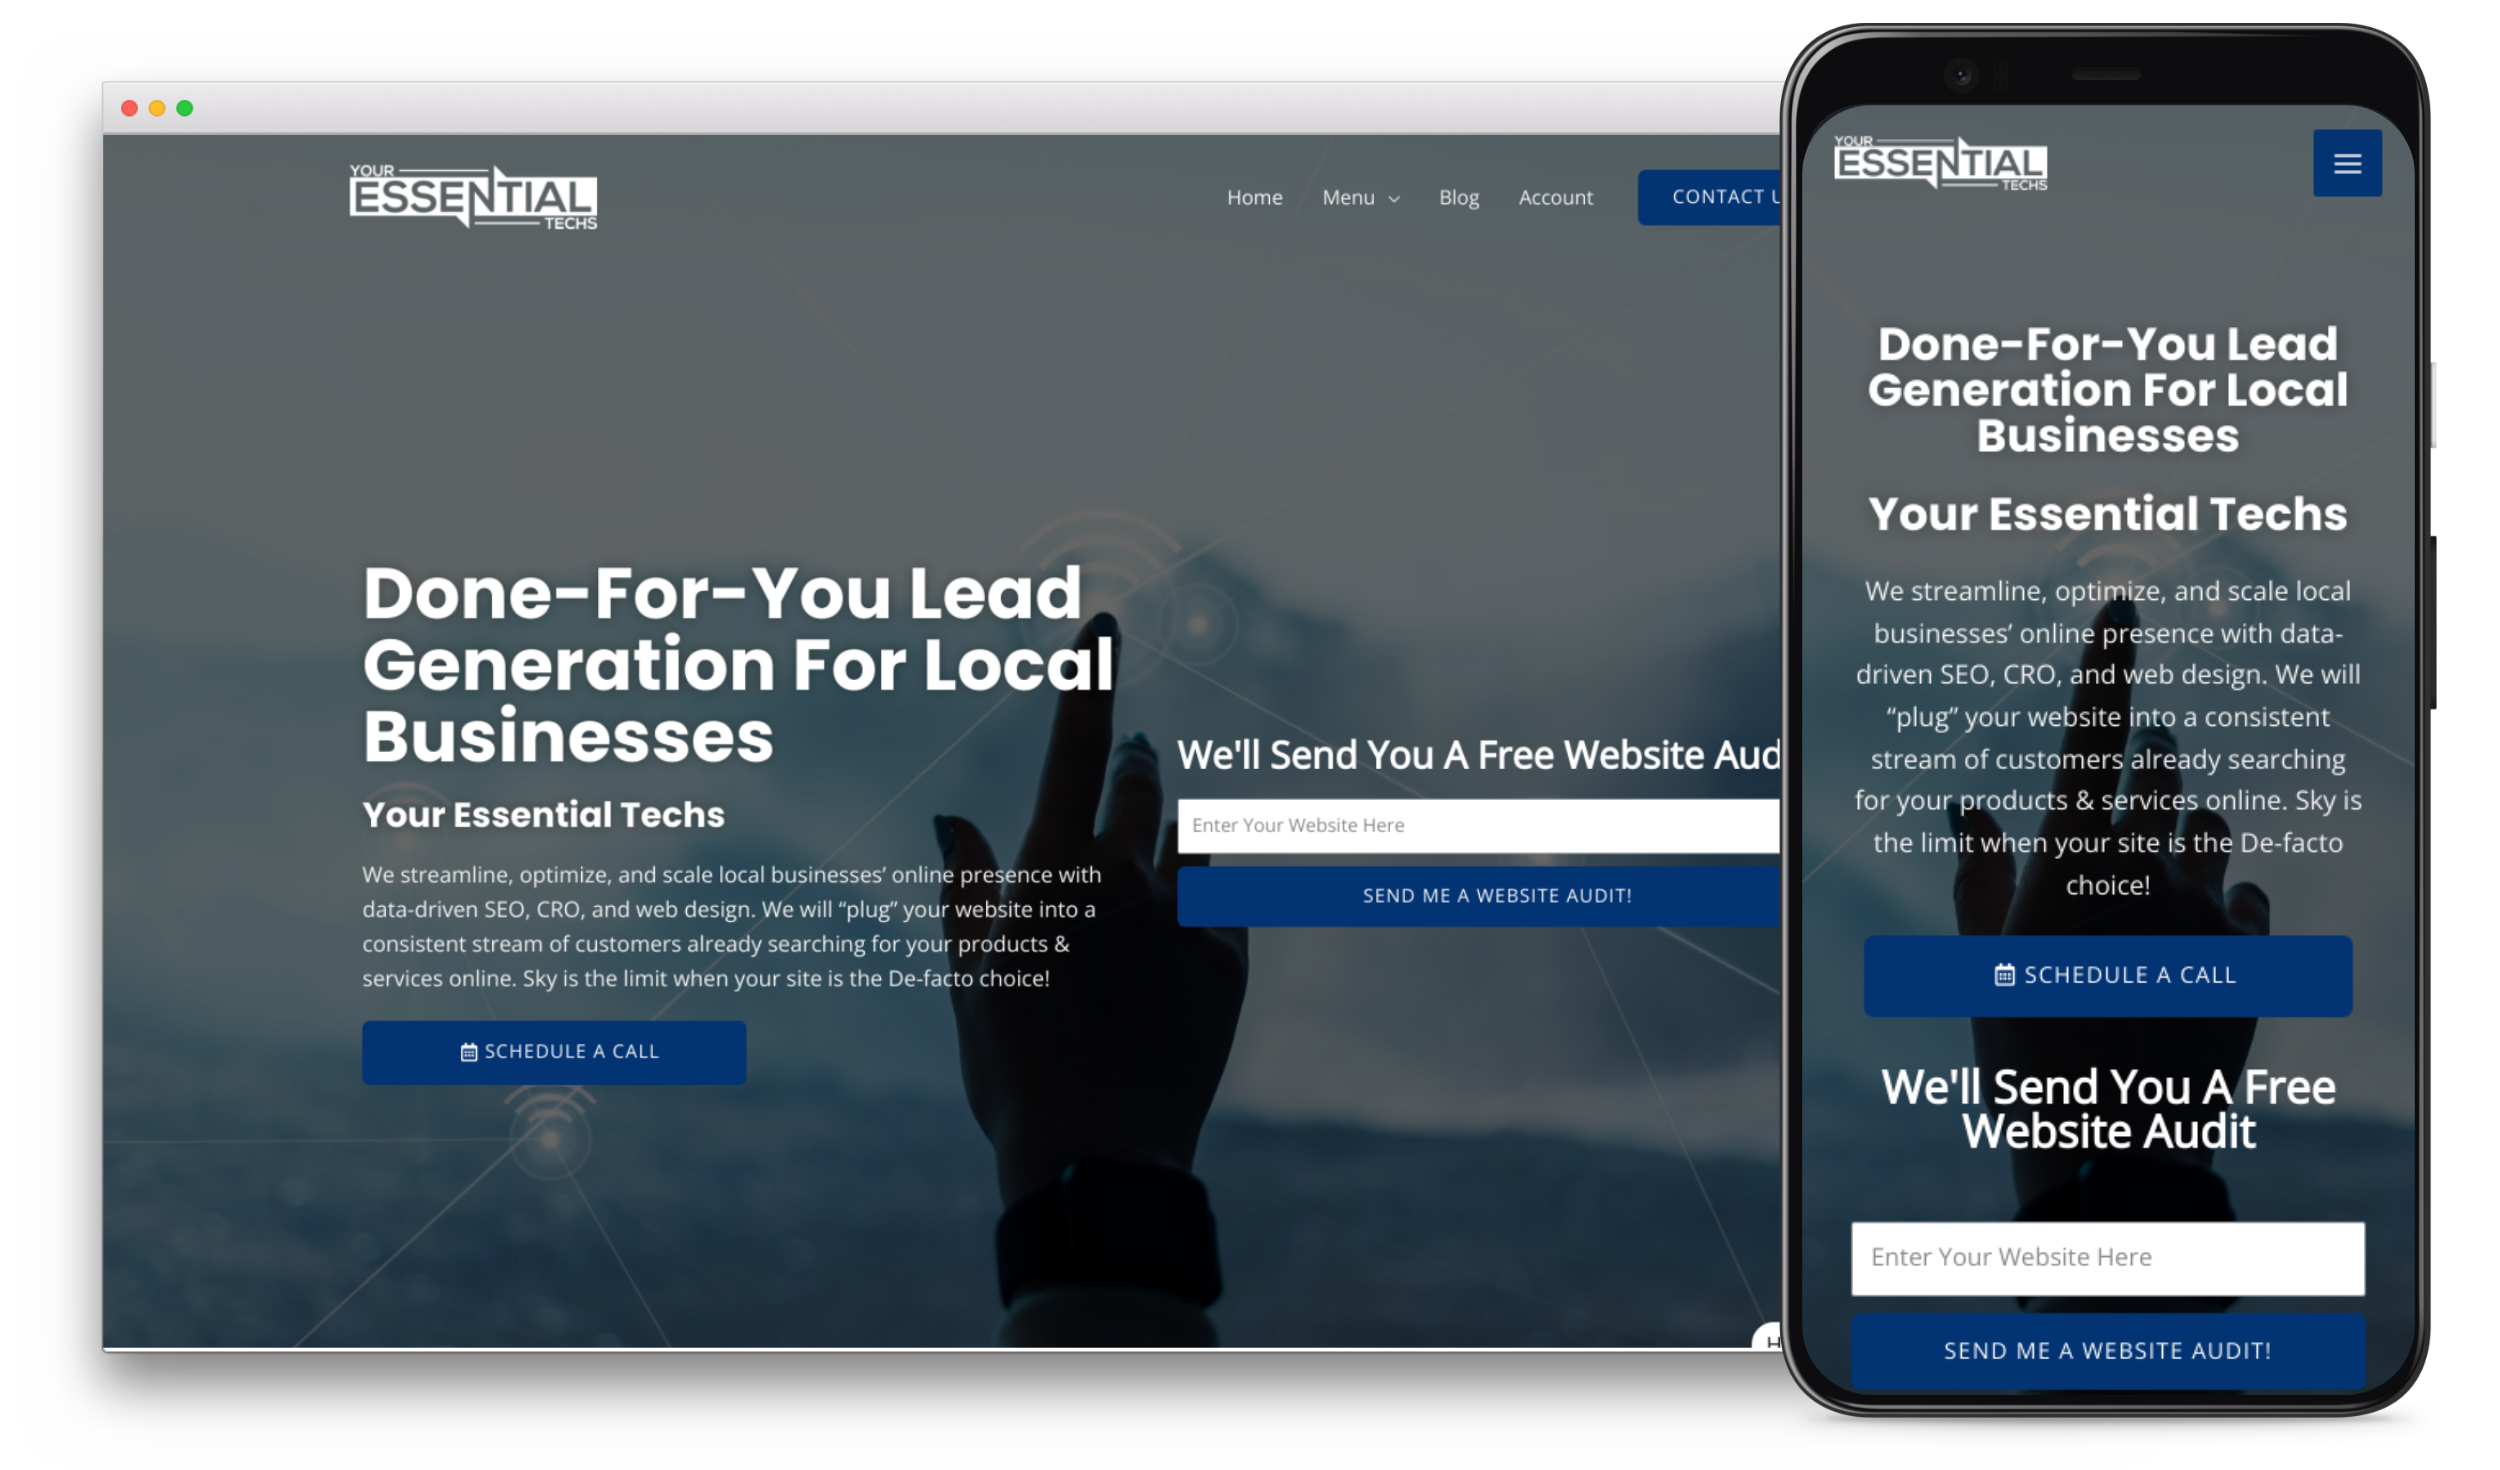 YOUR
ESSENTIAL
TECHS
Home
Menu
Blog
Account
CONTACT U
Done-For-You Lead
Generation For Local
Businesses
Your Essential Techs
We streamline, optimize, and scale local businesses’ online presence with
data-driven SEO, CRO, and web design. We will “plug” your website into a
consistent stream of customers already searching for your products &
services online. Sky is the limit when your site is the De-facto choice!
SCHEDULE A CALL
We'll Send You A Free Website Aud
Enter Your Website Here
SEND ME A WEBSITE AUDIT!
H
YOUR
ESSENTIAL
TECHS
Done-For-You Lead
Generation For Local
Businesses
Your Essential Techs
We streamline, optimize, and scale local
businesses’ online presence with data-
driven SEO, CRO, and web design. We will
“plug” your website into a consistent
stream of customers already searching
for your products & services online. Sky is
the limit when your site is the De-facto
choice!
SCHEDULE A CALL
We'll Send You A Free
Website Audit
Enter Your Website Here
SEND ME A WEBSITE AUDIT!